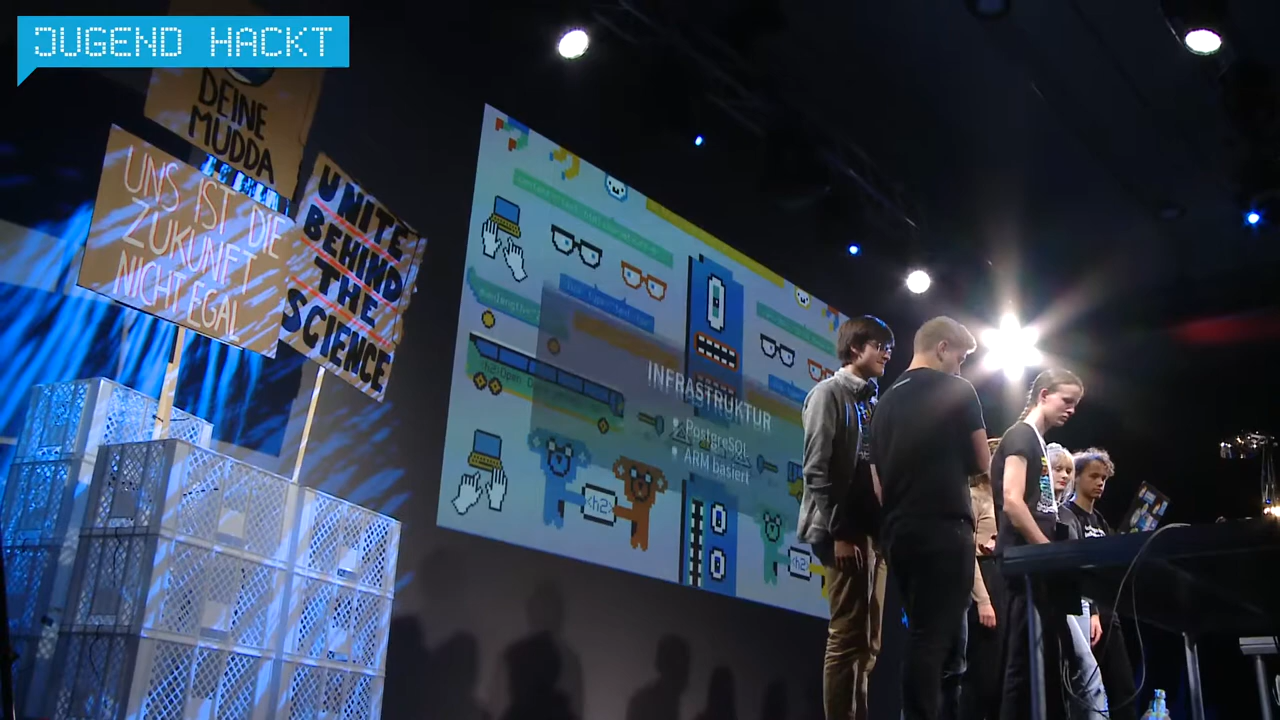 JUGEND HACKT
DEINE
MUDDA
UNS IST DIE
ZUKUNFT
NICHT EGAL
UNITE
BEHIND
THE
SCIENCE
INFRASTRUKTUR
PostgreSQL
ARM basiert
<h2>
<h2>